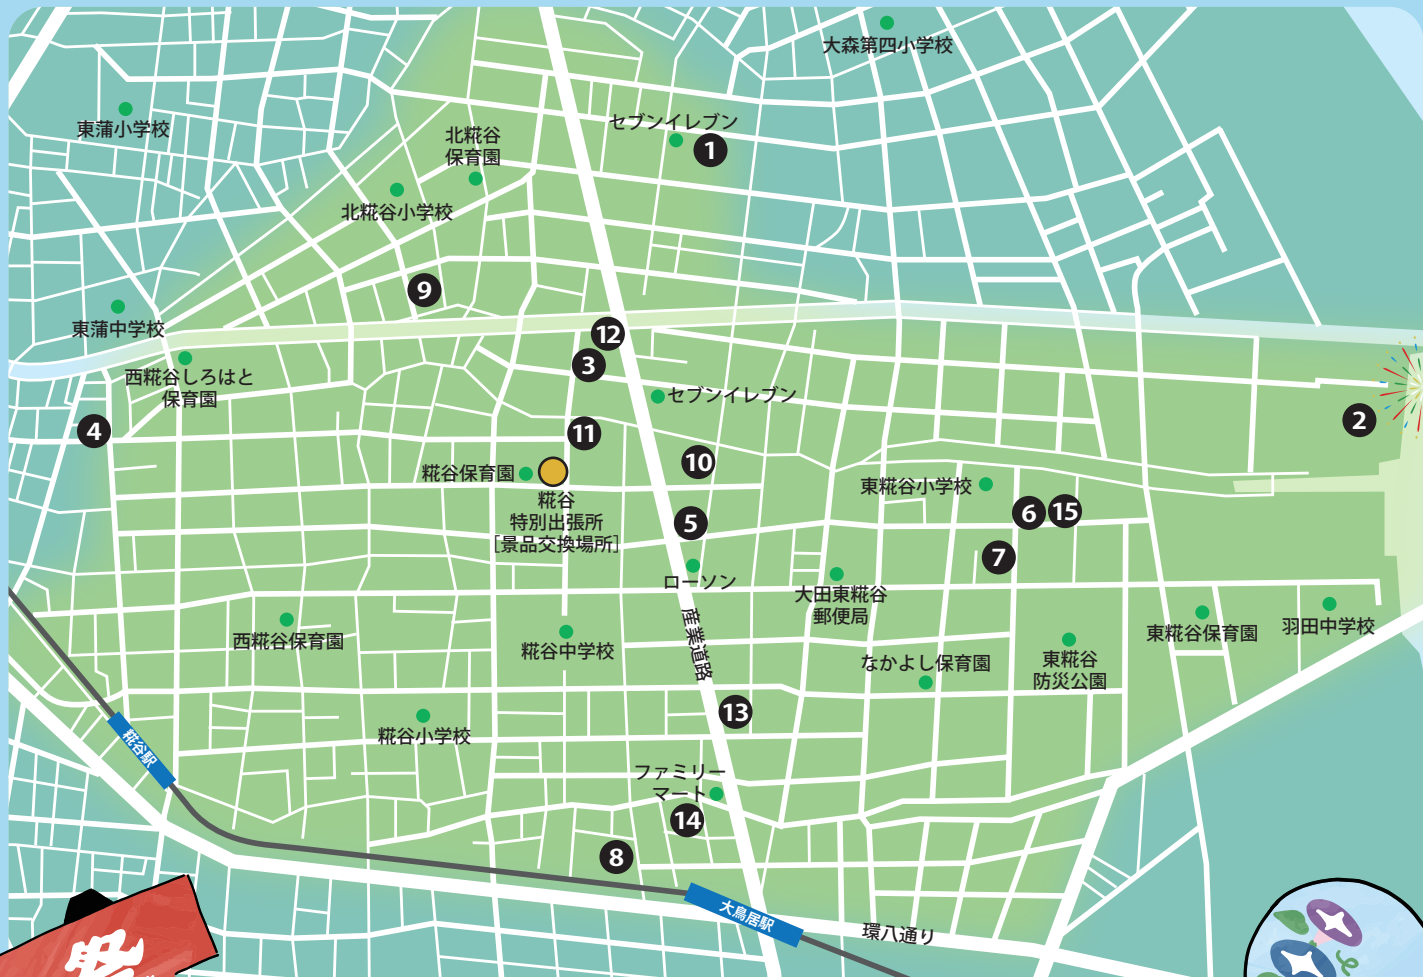 大森第四小学校
東蒲小学校
セブンイレブン
1
北糀谷
保育園
北糀谷小学校
9
東蒲中学校
12
3
西糀谷しろはと
保育園
セブンイレブン
2
4
11
10
糀谷保育園
糀谷
特別出張所
[景品交換場所]
東糀谷小学校
6
15
5
7
ローソン
大田東糀谷
郵便局
産業道路
西糀谷保育園
糀谷中学校
なかよし保育園
東糀谷
防災公園
東糀谷保育園
羽田中学校
13
糀谷小学校
糀谷駅
ファミリー
マート
14
8
大鳥居駅
環八通り